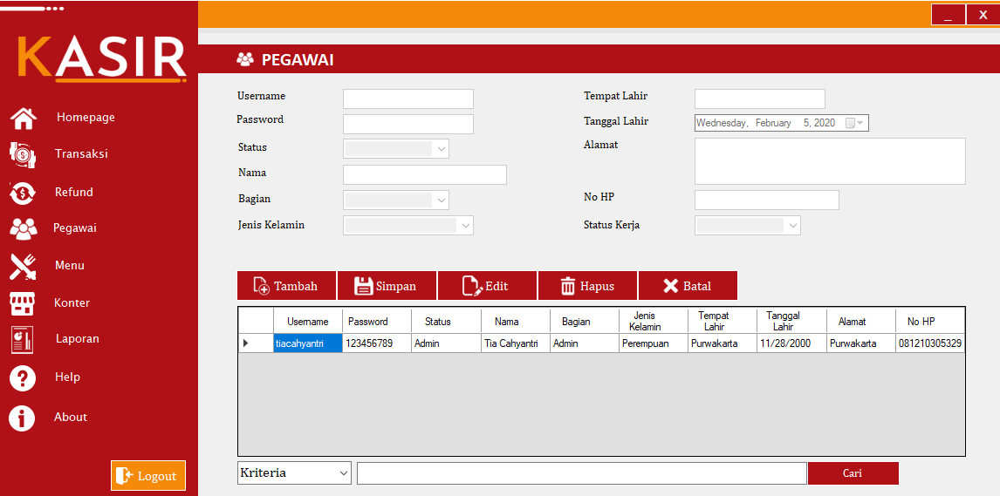 _ X
KASIR
Homepage
Transaksi
Refund
Pegawai
Menu
Konter
Laporan
Help
About
Logout
PEGAWAI
Username
Password
Status
Nama
Bagian
Jenis Kelamin
Tempat Lahir
Tanggal Lahir Wednesday, February 5, 2020
Alamat
No HP
Status Kerja
Tambah Simpan Edit Hapus Batal
Username Password Status Nama Bagian Jenis Kelamin Tempat Lahir Tanggal Lahir Alamat No HP
tiacahyantri 123456789 Admin Tia Cahyantri Admin Perempuan Purwakarta 11/28/2000 Purwakarta 081210305329
Kriteria Cari